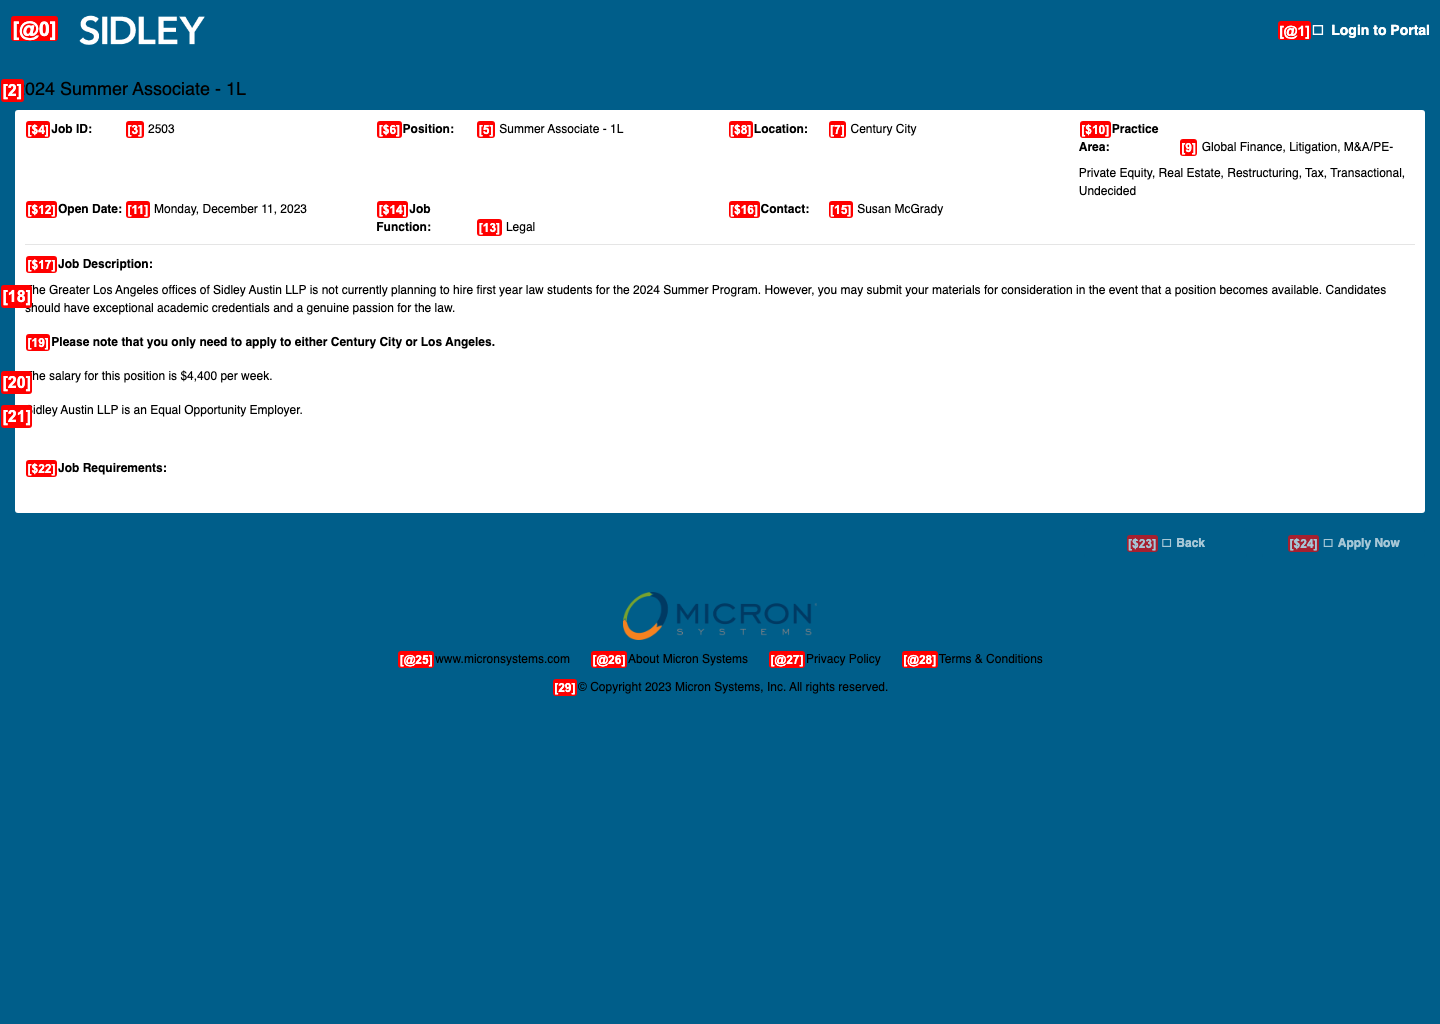 [@0] SIDLEY [@1] Login to Portal
[2]024 Summer Associate - 1L
[$4] Job ID: [3] 2503 [$6] Position: [5] Summer Associate - 1L [$8] Location: [7] Century City [$10] Practice
Area: [9] Global Finance, Litigation, M&A/PE-
Private Equity, Real Estate, Restructuring, Tax, Transactional,
Undecided
[$12] Open Date: [11] Monday, December 11, 2023 [$14] Job
Function: [13] Legal [$16] Contact: [15] Susan McGrady
[$17] Job Description:
[18]he Greater Los Angeles offices of Sidley Austin LLP is not currently planning to hire first year law students for the 2024 Summer Program. However, you may submit your materials for consideration in the event that a position becomes available. Candidates
should have exceptional academic credentials and a genuine passion for the law.
[19] Please note that you only need to apply to either Century City or Los Angeles.
[20]he salary for this position is $4,400 per week.
[21]idley Austin LLP is an Equal Opportunity Employer.
[$22] Job Requirements:
[$23] Back [$24] Apply Now
MICRON
SYSTEMS
[@25] www.micronsystems.com [@26] About Micron Systems [@27] Privacy Policy [@28] Terms & Conditions
[29] © Copyright 2023 Micron Systems, Inc. All rights reserved.